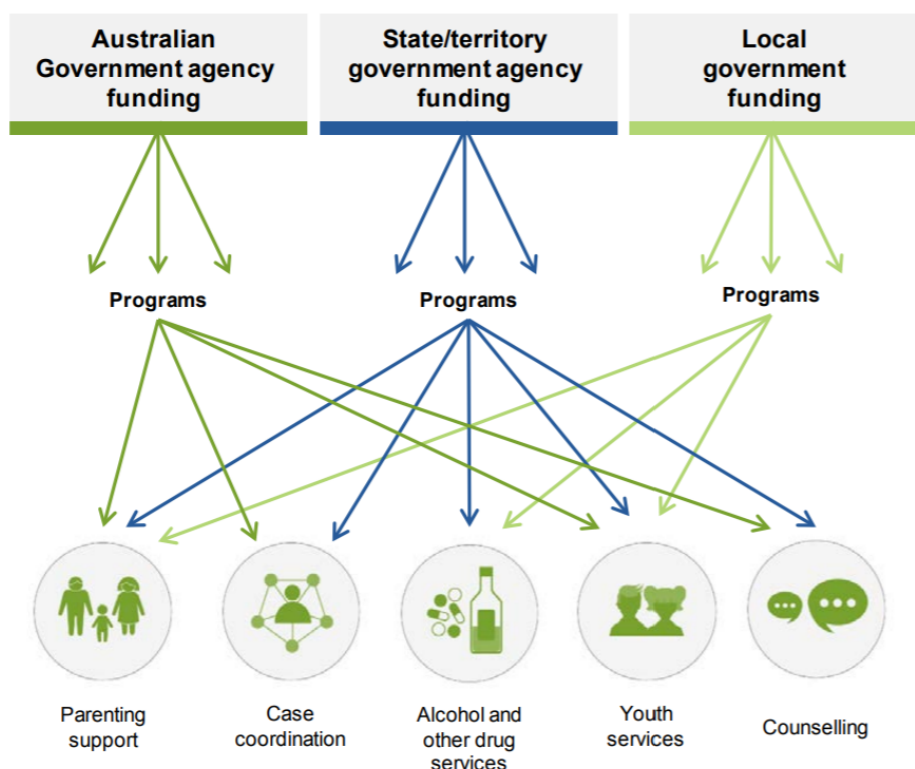 Australian
Government agency
funding
State/territory
government agency
funding
Local
government
funding
Programs
Programs
Programs
Parenting
support
Case
coordination
Alcohol and
other drug
services
Youth
services
Counselling